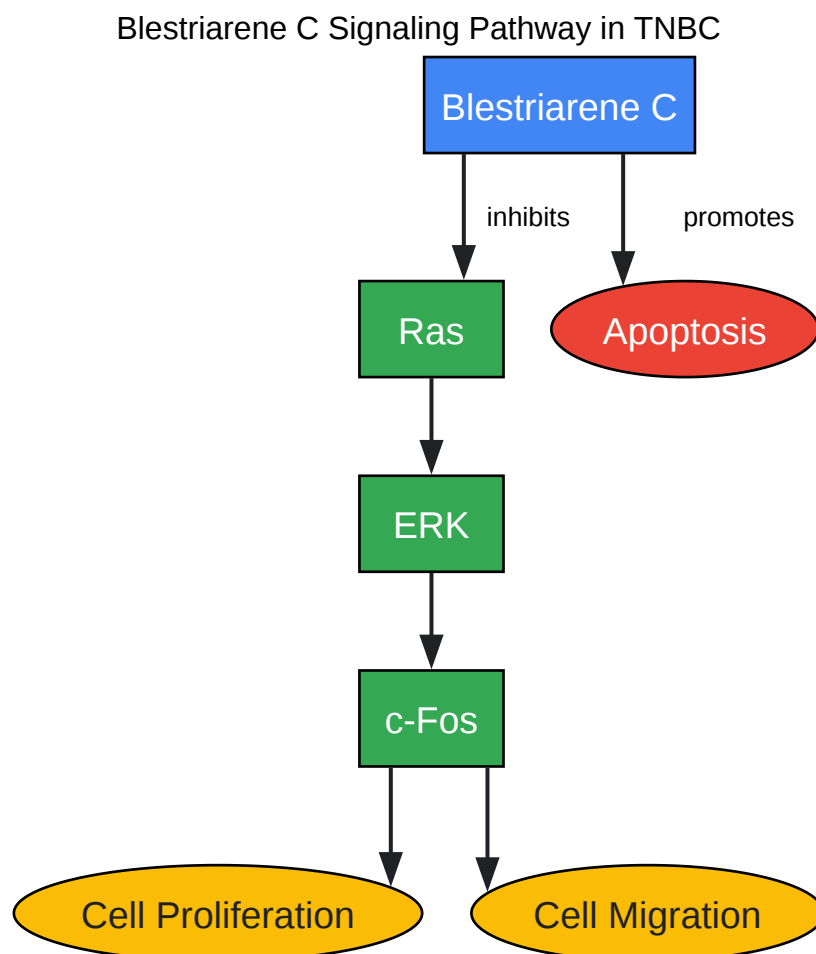 Blestriarene C Signaling Pathway in TNBC
Blestriarene C
inhibits
promotes
Ras
Apoptosis
ERK
c-Fos
Cell Proliferation
Cell Migration